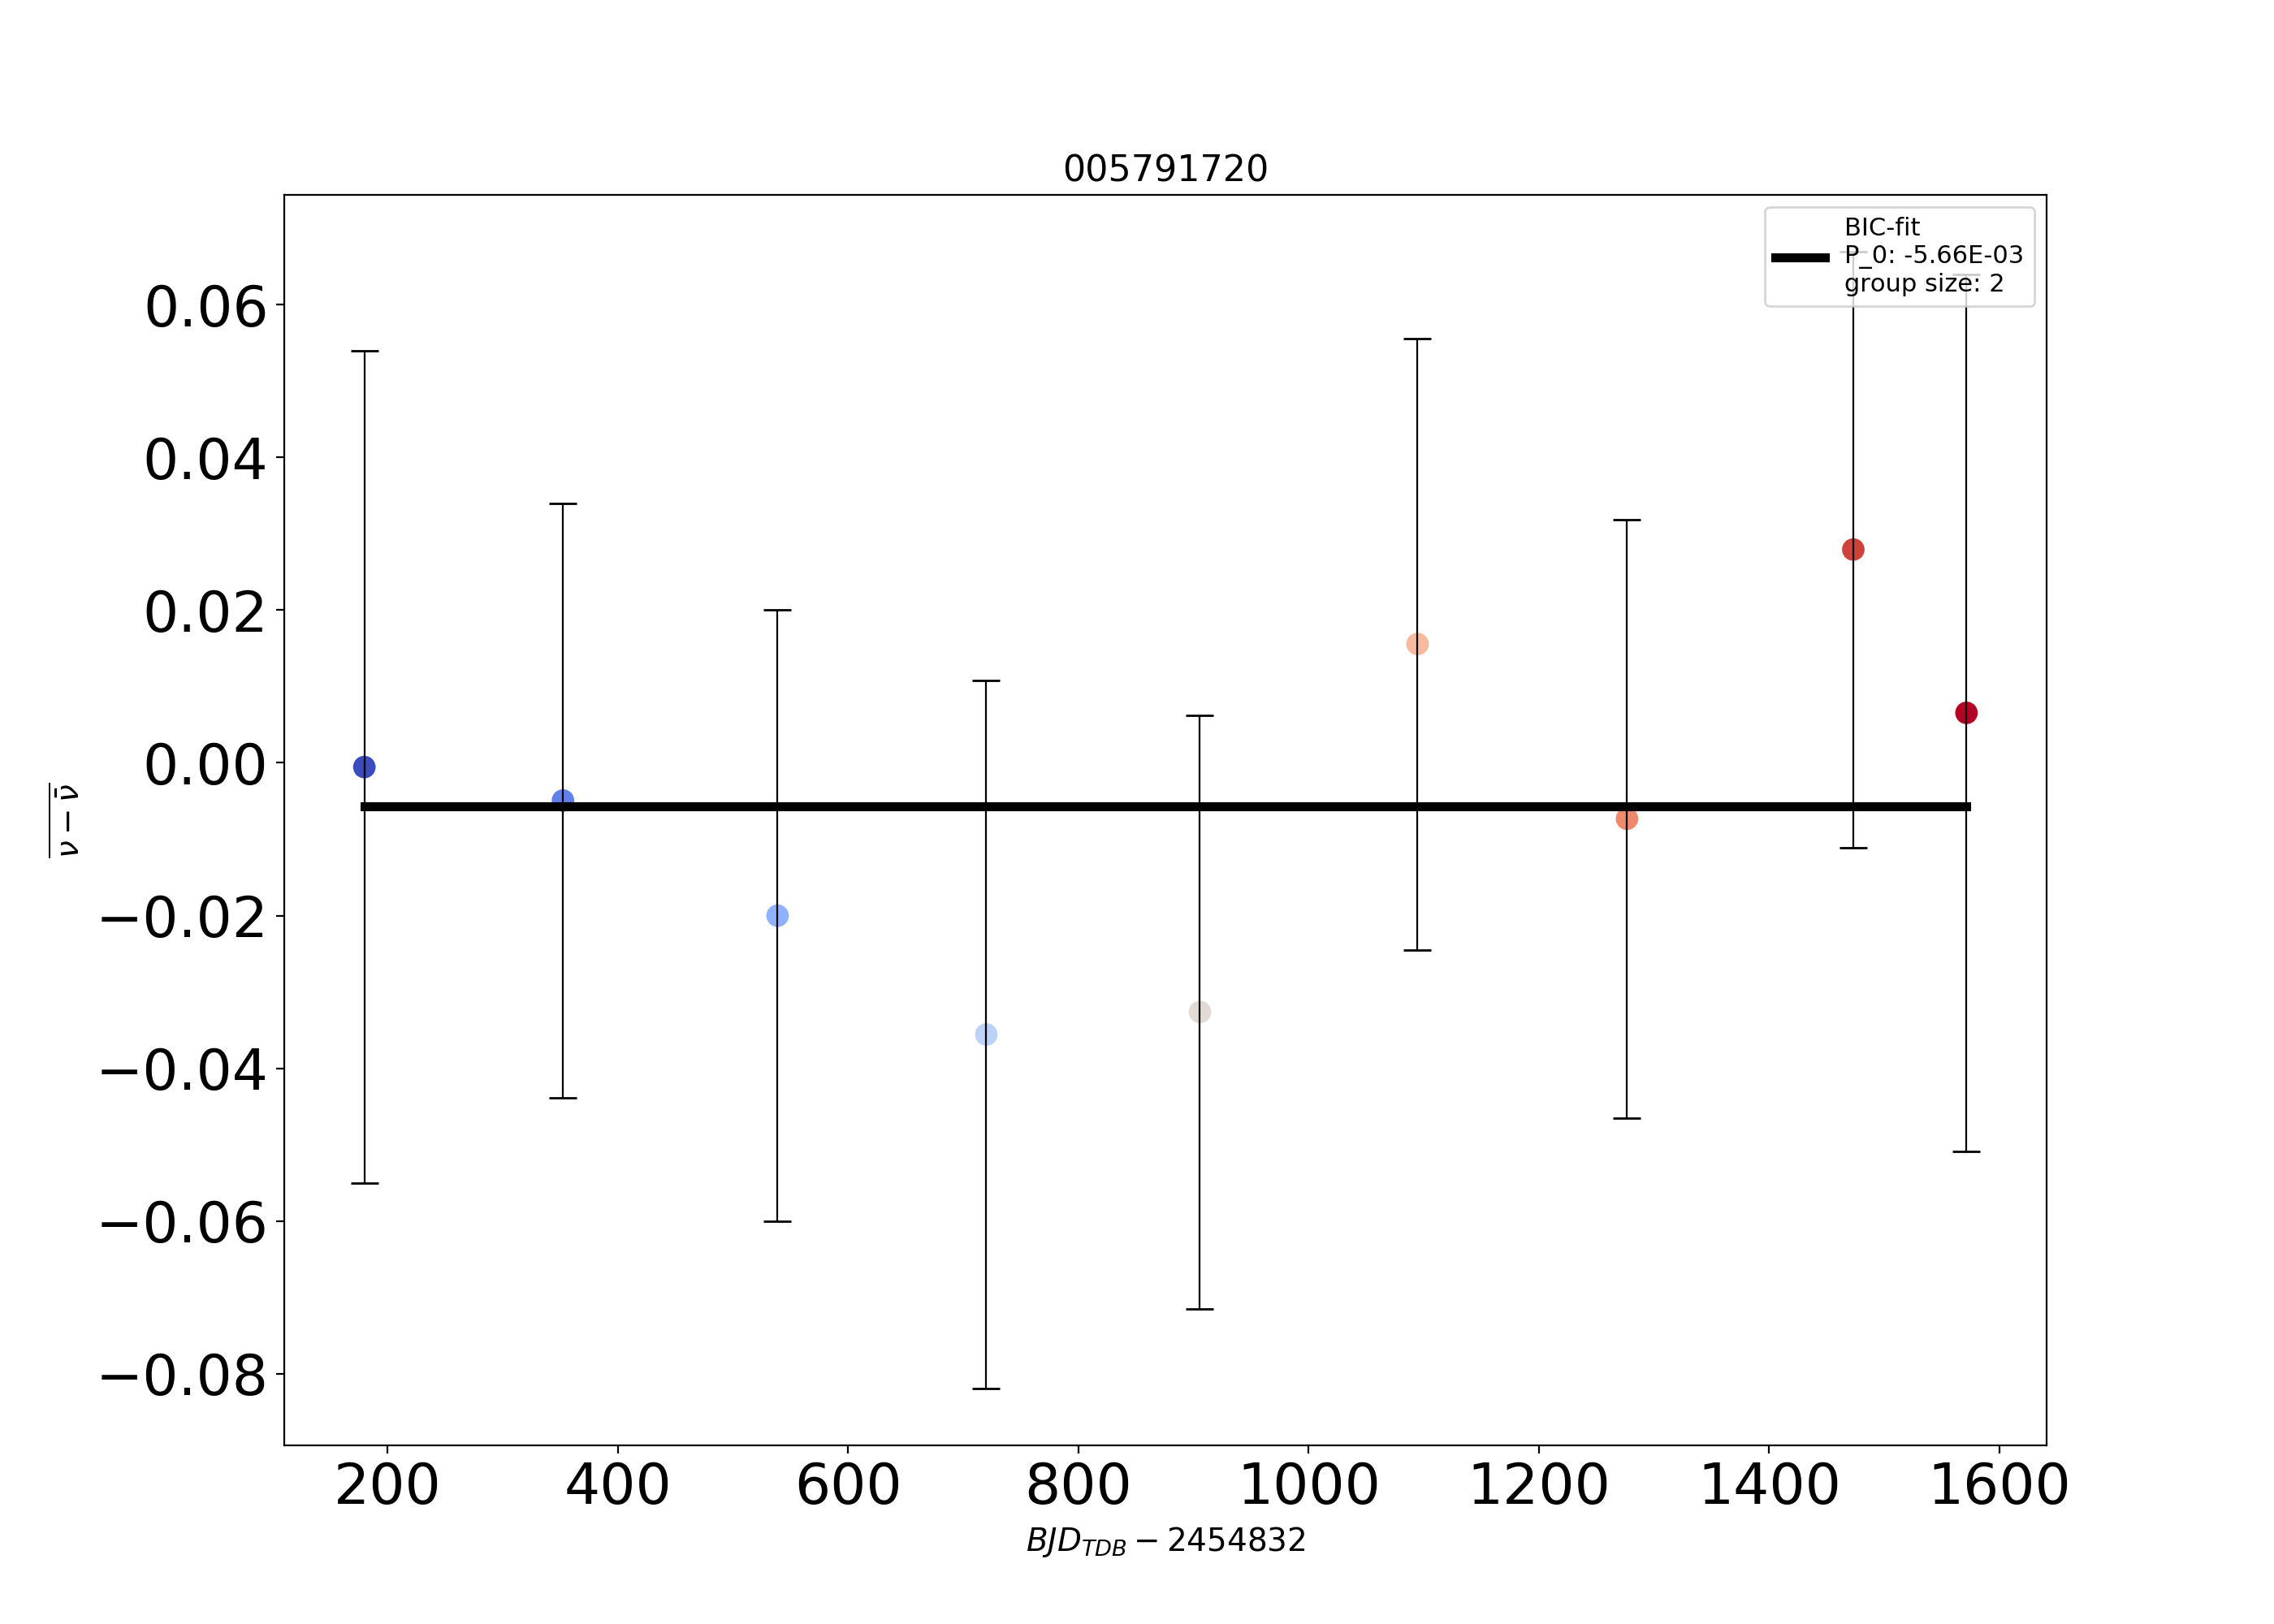 005791720
BIC-fit
P_0: -5.66E-03
group size: 2
0.06
0.04
0.02
0.00
−0.02
−0.04
−0.06
−0.08
ν − ν̄
200 400 600 800 1000 1200 1400 1600
BJD_TDB − 2454832